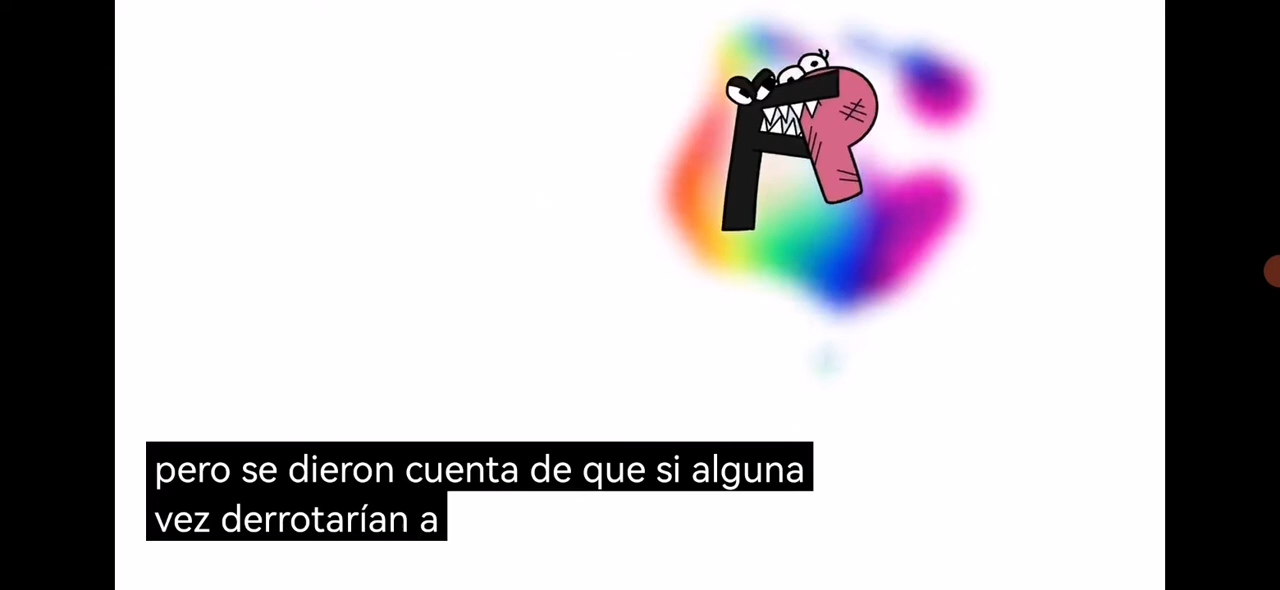 pero se dieron cuenta de que si alguna
vez derrotarían a